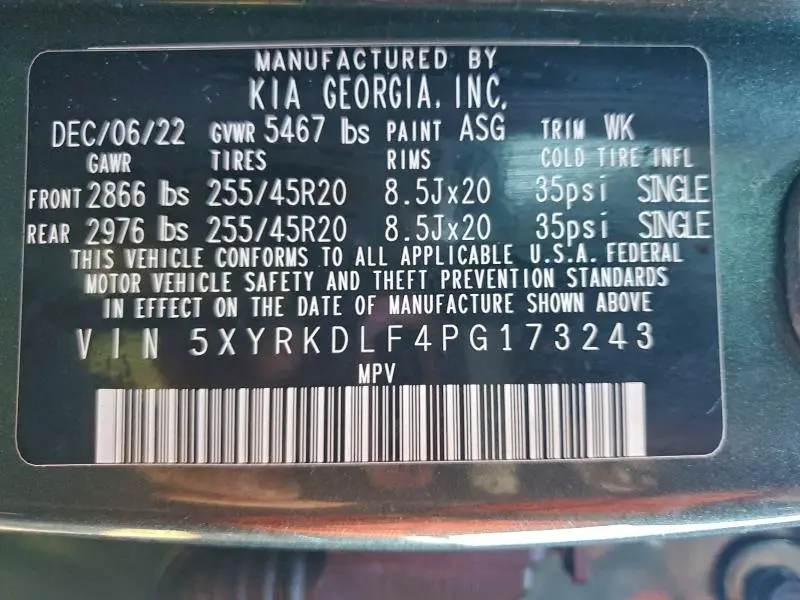 MANUFACTURED BY
KIA GEORGIA, INC.
DEC/06/22 GVWR 5467 lbs PAINT ASG TRIM WK
GAWR TIRES RIMS COLD TIRE INFL
FRONT 2866 lbs 255/45R20 8.5Jx20 35psi SINGLE
REAR 2976 lbs 255/45R20 8.5Jx20 35psi SINGLE
THIS VEHICLE CONFORMS TO ALL APPLICABLE U.S.A. FEDERAL
MOTOR VEHICLE SAFETY AND THEFT PREVENTION STANDARDS
IN EFFECT ON THE DATE OF MANUFACTURE SHOWN ABOVE
VIN 5XYRKDLF4PG173243
MPV